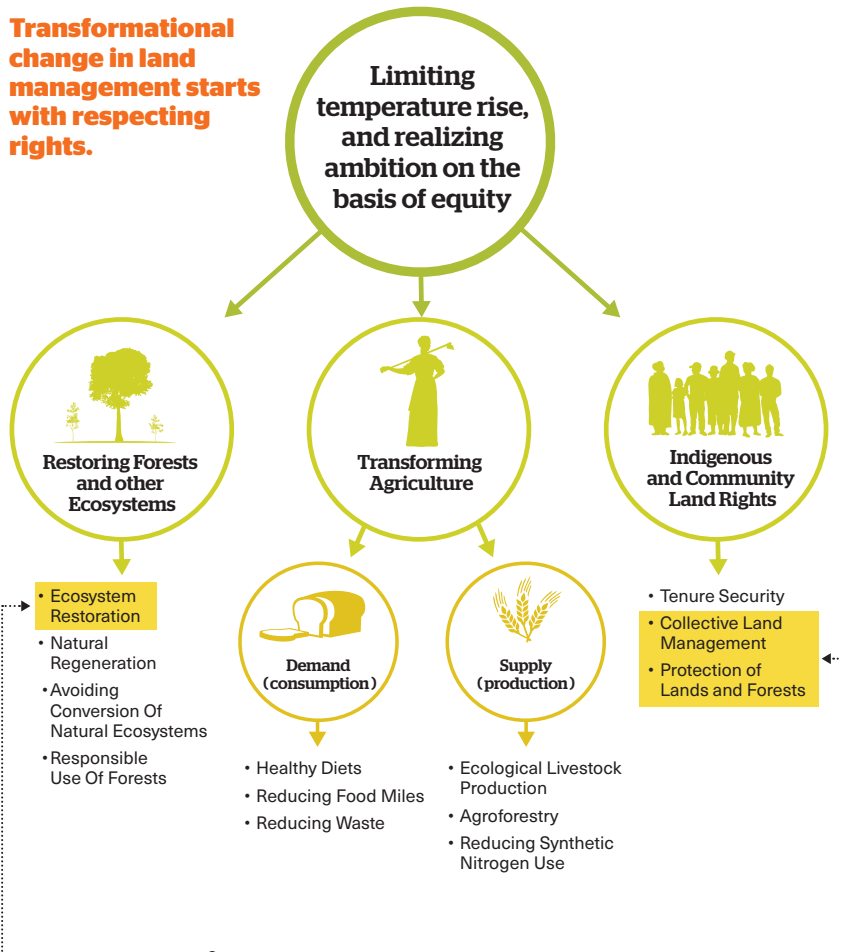 Transformational
change in land
management starts
with respecting
rights.
Limiting
temperature rise,
and realizing
ambition on the
basis of equity
Restoring Forests
and other
Ecosystems
• Ecosystem
Restoration
• Natural
Regeneration
• Avoiding
Conversion Of
Natural Ecosystems
• Responsible
Use Of Forests
Transforming
Agriculture
Demand
(consumption)
• Healthy Diets
• Reducing Food Miles
• Reducing Waste
Supply
(production)
• Ecological Livestock
Production
• Agroforestry
• Reducing Synthetic
Nitrogen Use
Indigenous
and Community
Land Rights
• Tenure Security
• Collective Land
Management
• Protection of
Lands and Forests